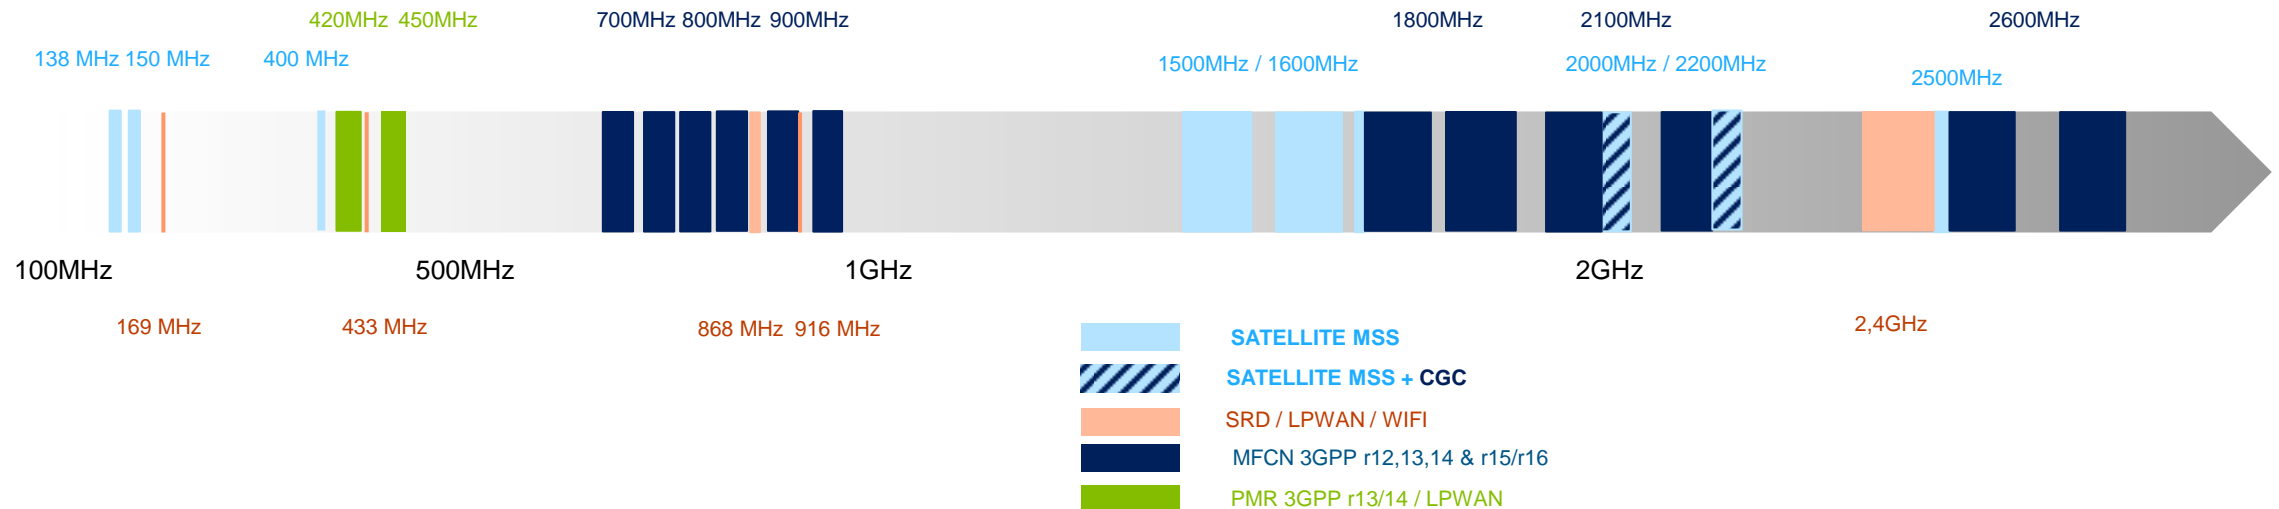 420MHz 450MHz 700MHz 800MHz 900MHz 1800MHz 2100MHz 2600MHz
138 MHz 150 MHz 400 MHz 1500MHz / 1600MHz 2000MHz / 2200MHz
2500MHz
100MHz 500MHz 1GHz 2GHz
169 MHz 433 MHz 868 MHz 916 MHz 2,4GHz
SATELLITE MSS
SATELLITE MSS + CGC
SRD / LPWAN / WIFI
MFCN 3GPP r12,13,14 & r15/r16
PMR 3GPP r13/14 / LPWAN